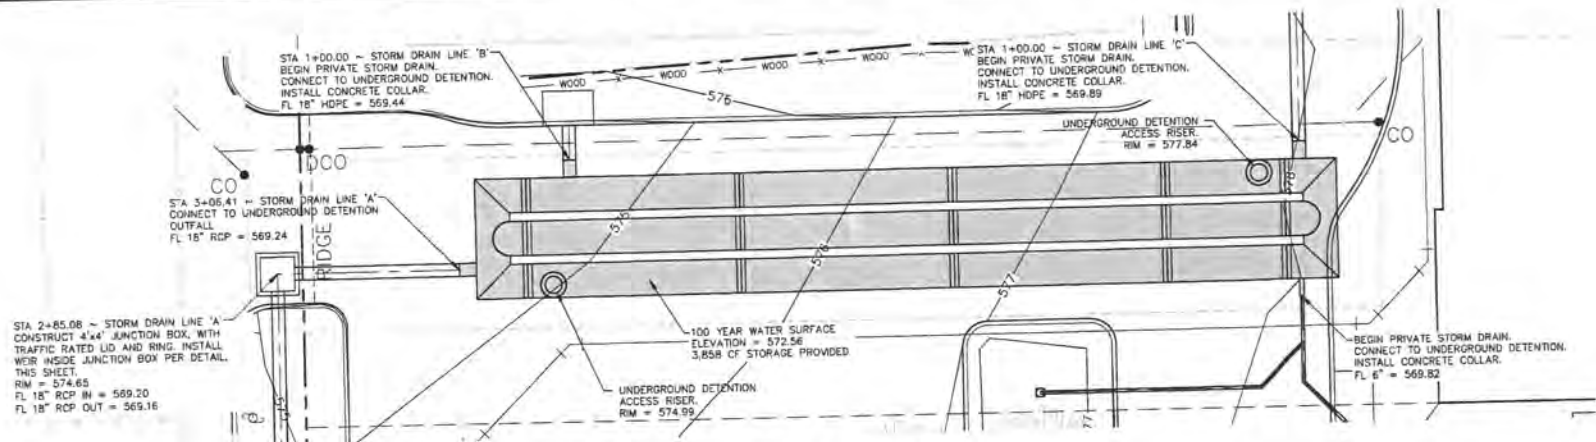 STA 1+00.00 ~ STORM DRAIN LINE 'B'
BEGIN PRIVATE STORM DRAIN.
CONNECT TO UNDERGROUND DETENTION.
INSTALL CONCRETE COLLAR.
FL 18" HDPE = 569.44
WOOD
WOOD
WOOD
WOOD
576
STA 1+00.00 ~ STORM DRAIN LINE 'C'
BEGIN PRIVATE STORM DRAIN.
CONNECT TO UNDERGROUND DETENTION.
INSTALL CONCRETE COLLAR.
FL 18" HDPE = 569.89
UNDERGROUND DETENTION
ACCESS RISER.
RIM = 577.84
CO
DCO
CO
STA 3+06.41 ~ STORM DRAIN LINE 'A'
CONNECT TO UNDERGROUND DETENTION
OUTFALL
FL 18" RCP = 569.24
RIDGE
575
576
577
578
STA 2+85.08 ~ STORM DRAIN LINE 'A'
CONSTRUCT 4'x4' JUNCTION BOX, WITH
TRAFFIC RATED LID AND RING. INSTALL
WEIR INSIDE JUNCTION BOX PER DETAIL,
THIS SHEET.
RIM = 574.65
FL 18" RCP IN = 569.20
FL 18" RCP OUT = 569.16
100 YEAR WATER SURFACE
ELEVATION = 572.56
3,858 CF STORAGE PROVIDED
UNDERGROUND DETENTION
ACCESS RISER.
RIM = 574.99
BEGIN PRIVATE STORM DRAIN.
CONNECT TO UNDERGROUND DETENTION.
INSTALL CONCRETE COLLAR.
FL 6" = 569.82